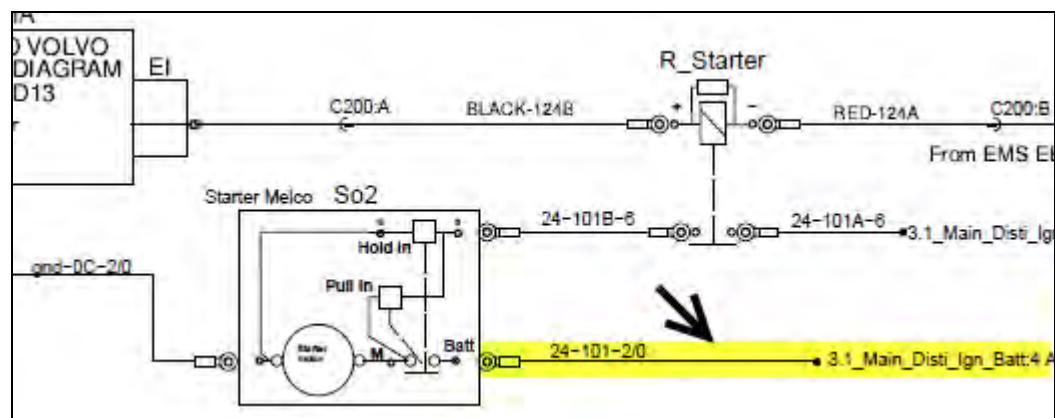 O VOLVO
DIAGRAM EI
D13
R_Starter
C200:A BLACK-124B + - RED-124A C200:B
From EMS
Starter Melco So2
24-101B-6 24-101A-6 3.1_Main_Disti_Ig
Hold in
gnd-0C-2/0
Pull in
Starter
motor
M Batt 24-101-2/0 3.1_Main_Disti_Ign_Batt:4 A